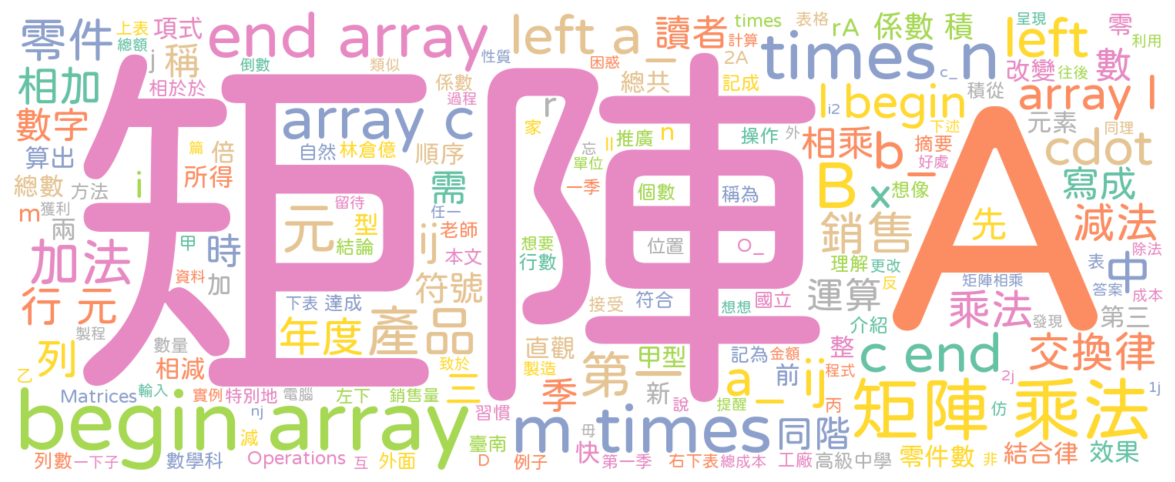 零件 end array left a _ 讀者 times 表格 rA 係數 積 left 零 利用
上表 總額 j 項式 稱 倒數 性質 類似 困惑 2A 計算 呈現
相加 相於於 係數 過程 總共 記成 times n c_ 往後 改變 數
數字 array c r 家 ll 推廣 n 操作 外 l begin 積從 array l
算出 篇 倍 自然 林倉億 順序 單位 i2 相乘 b_ 下述 元素 同理
總數 方法 i 所得 需 忘 一季 個數 稱為 B x 摘要 好處 想像 cdot 寫成
m 獲利 兩 甲 留待 任一 元 型 結論 ij 老師 本文 想要 行數 位置 o_ 銷售 先 減法
矩陣 A
加法 時 資料 加 符號 理解 更改 反 表 中 除法
行 元 下表 達成 接受 符合 想想 國立 運算 矩陣相乘 答案 成本
製程 數量 年度 產品 直觀 製造 第一 甲型 記為 金額 介紹 乘法 發現 第三
列 相減 致於 三 新 a_ ij 整 前 程式 c end 交換律
乙 輸入 Matrices 實例 特別地 電腦 左下 銷售量 季 說 提醒 丙 2j 1j
begin array 減 nj 習慣 m times 毋 同階 矩陣 乘法 仿
列數 一下子 數學科 Operations 互 外面 臺南 D 例子 快 第一季 右下表 總成本 工廠 高級 中學 零件數 非 結合律 效果